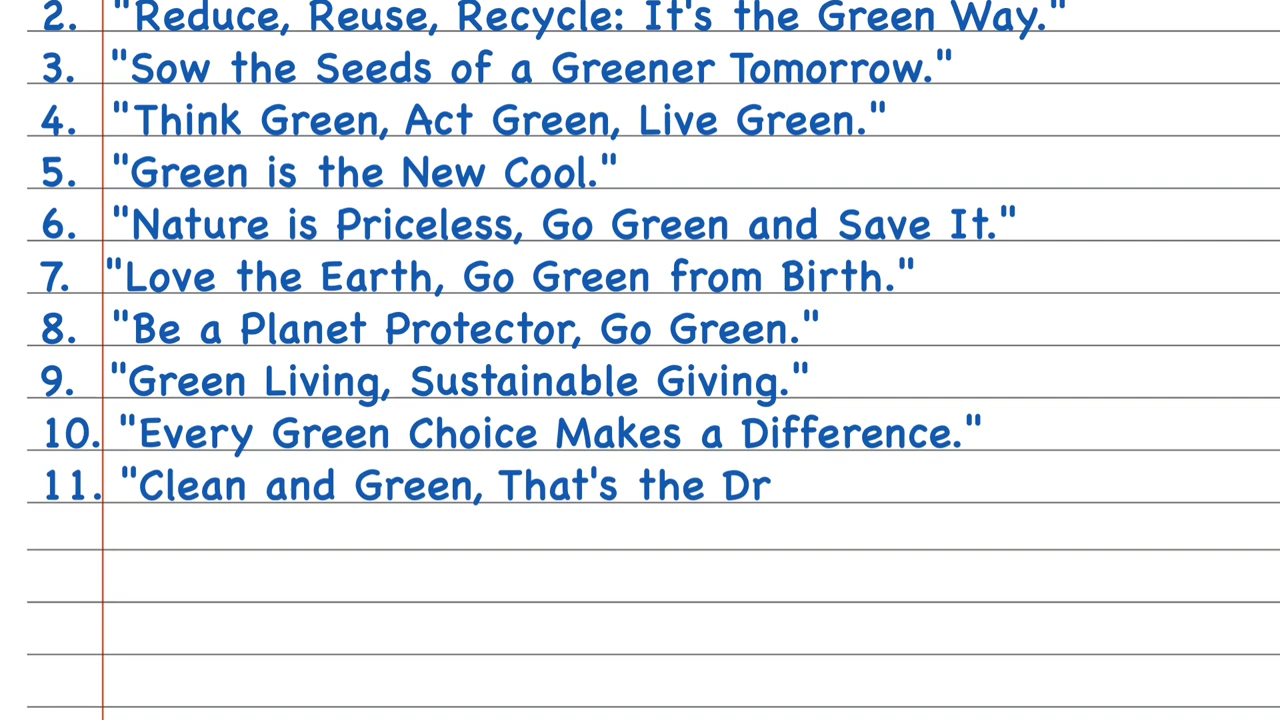 2. "Reduce, Reuse, Recycle: It's the Green Way."
3. "Sow the Seeds of a Greener Tomorrow."
4. "Think Green, Act Green, Live Green."
5. "Green is the New Cool."
6. "Nature is Priceless, Go Green and Save It."
7. "Love the Earth, Go Green from Birth."
8. "Be a Planet Protector, Go Green."
9. "Green Living, Sustainable Giving."
10. "Every Green Choice Makes a Difference."
11. "Clean and Green, That's the Dr